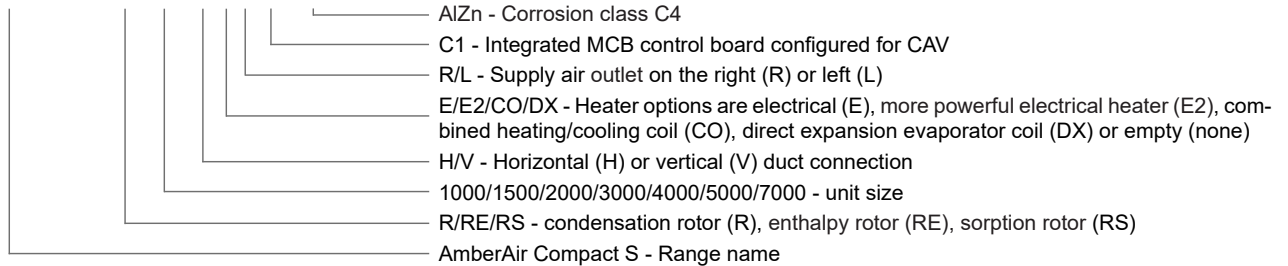 AlZn - Corrosion class C4
C1 - Integrated MCB control board configured for CAV
R/L - Supply air outlet on the right (R) or left (L)
E/E2/CO/DX - Heater options are electrical (E), more powerful electrical heater (E2), com-
bined heating/cooling coil (CO), direct expansion evaporator coil (DX) or empty (none)
H/V - Horizontal (H) or vertical (V) duct connection
1000/1500/2000/3000/4000/5000/7000 - unit size
R/RE/RS - condensation rotor (R), enthalpy rotor (RE), sorption rotor (RS)
AmberAir Compact S - Range name